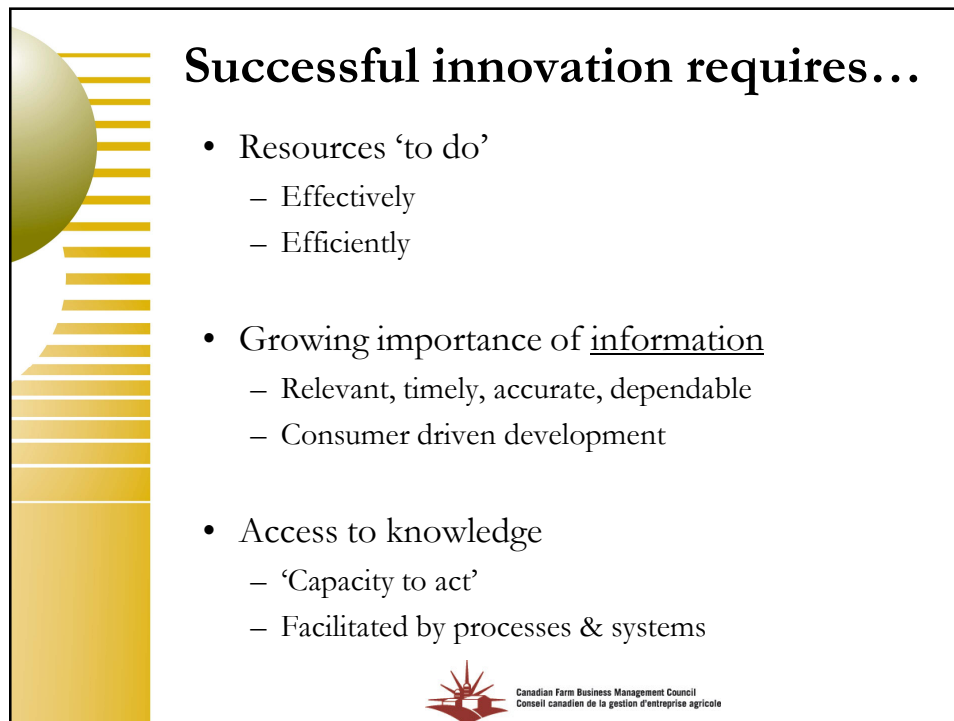 Successful innovation requires…
• Resources ‘to do’
– Effectively
– Efficiently
• Growing importance of information
– Relevant, timely, accurate, dependable
– Consumer driven development
• Access to knowledge
– ‘Capacity to act’
– Facilitated by processes & systems
Canadian Farm Business Management Council
Conseil canadien de la gestion d'entreprise agricole